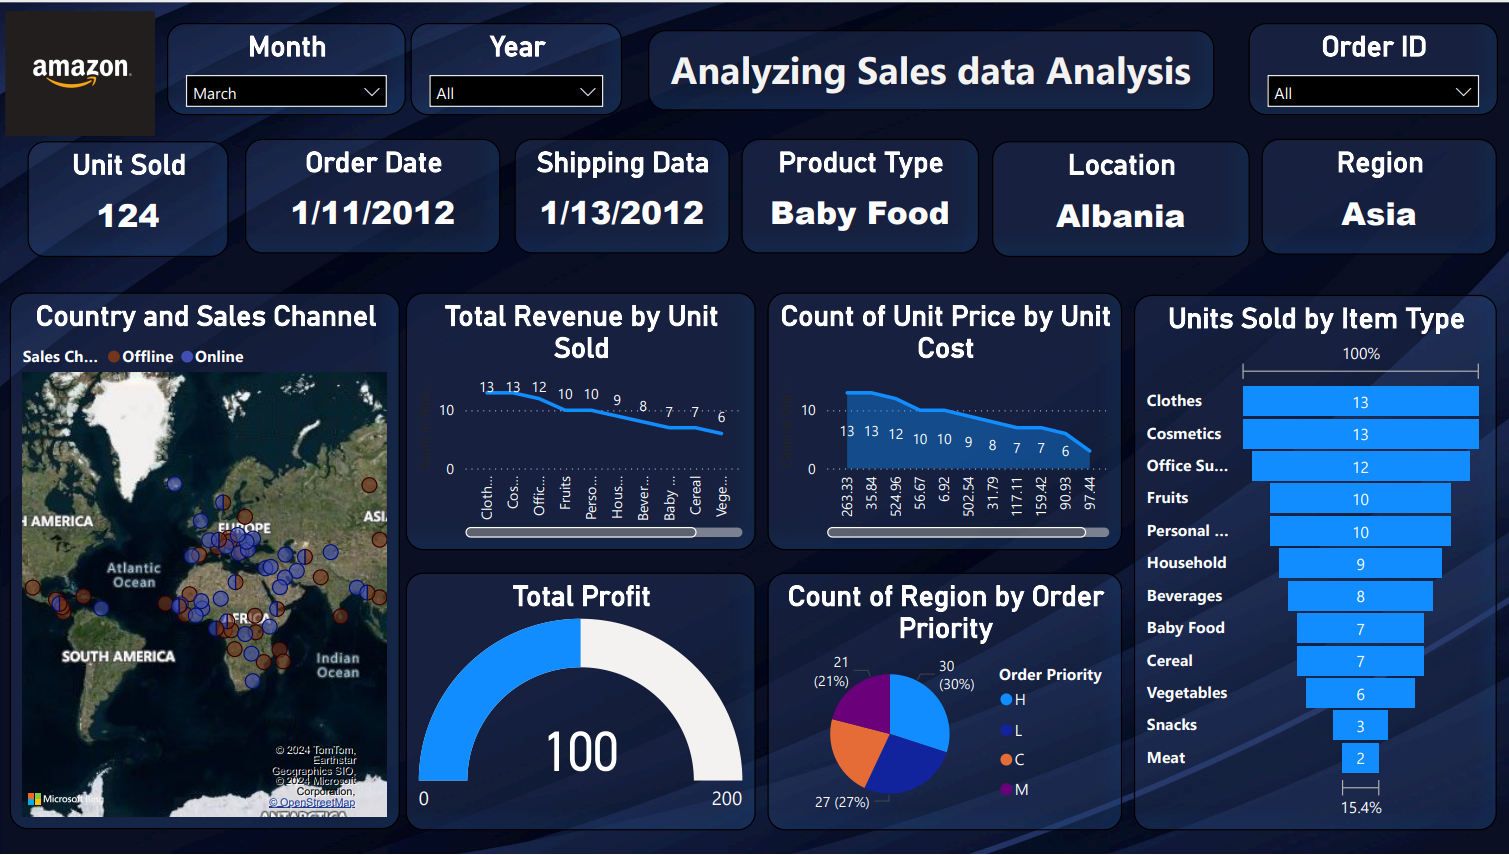 amazon
Month
March
Year
All
Analyzing Sales data Analysis
Order ID
All
Unit Sold
124
Order Date
1/11/2012
Shipping Data
1/13/2012
Product Type
Baby Food
Location
Albania
Region
Asia
Country and Sales Channel
Sales Ch... Offline Online
AMERICA
EUROPE
ASI
Atlantic
Ocean
AFRICA
SOUTH AMERICA
Indian
Ocean
© 2024 TomTom,
Earthstar
Geographics SIO,
© 2024 Microsoft
Corporation,
© OpenStreetMap
Microsoft Bing
ANTARCTICA
Total Revenue by Unit
Sold
13 13 12 10 10 9 8 7 7 6
10
0
Cloth...
Cos...
Offic...
Fruits
Perso...
Hous...
Bever...
Baby ...
Cereal
Vege...
Count of Unit Price by Unit
Cost
10
13 13 12 10 10 9 8 7 7 6
0
263.33
35.84
524.96
56.67
6.92
502.54
31.79
117.11
159.42
90.93
97.44
Total Profit
100
0
200
Count of Region by Order
Priority
21
(21%)
30
(30%)
27 (27%)
Order Priority
H
L
C
M
Units Sold by Item Type
100%
Clothes 13
Cosmetics 13
Office Su... 12
Fruits 10
Personal ... 10
Household 9
Beverages 8
Baby Food 7
Cereal 7
Vegetables 6
Snacks 3
Meat 2
15.4%